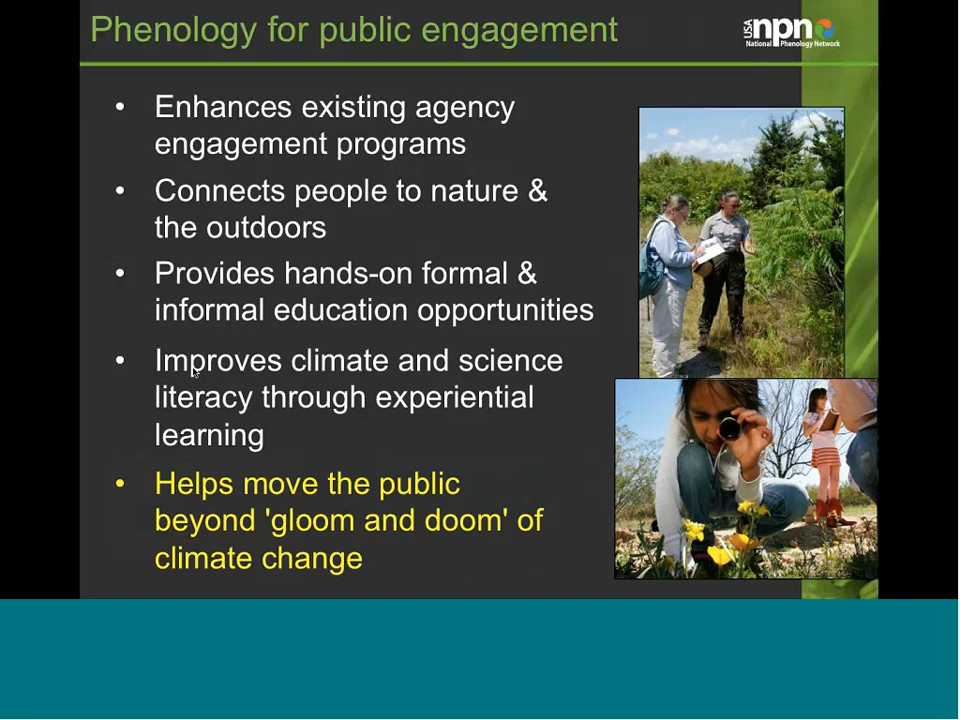 Phenology for public engagement
USA
npn
National Phenology Network
• Enhances existing agency
engagement programs
• Connects people to nature &
the outdoors
• Provides hands-on formal &
informal education opportunities
• Improves climate and science
literacy through experiential
learning
• Helps move the public
beyond 'gloom and doom' of
climate change